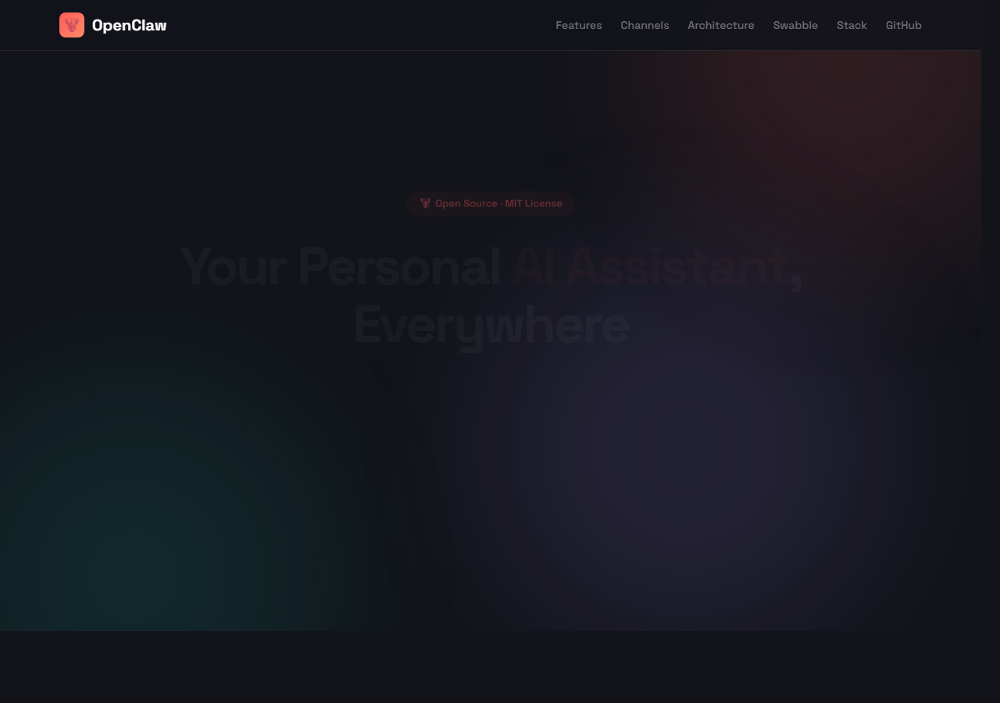 OpenClaw
Features Channels Architecture Swabble Stack GitHub
Open Source · MIT License
Your Personal AI Assistant,
Everywhere